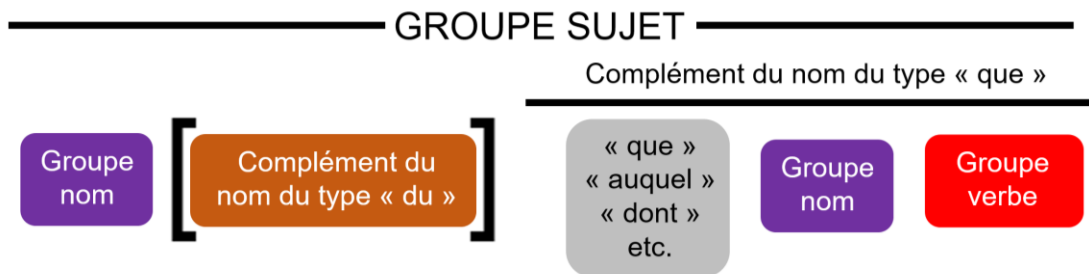 GROUPE SUJET
Complément du nom du type « que »
Groupe
nom
Complément du
nom du type « du »
« que »
« auquel »
« dont »
etc.
Groupe
nom
Groupe
verbe